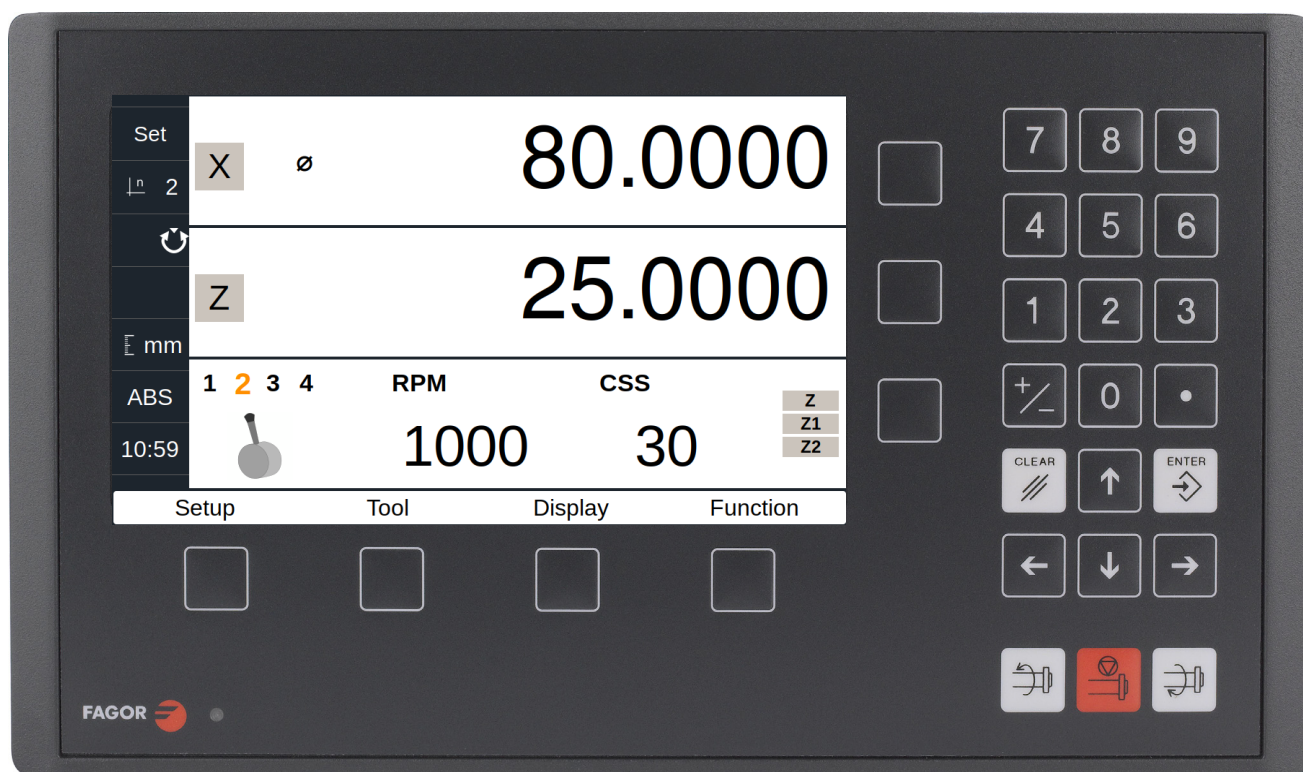 Set
X
⌀
80.0000
n 2
Z
25.0000
mm
ABS
1 2 3 4
RPM
CSS
Z
Z1
Z2
10:59
1000
30
Setup
Tool
Display
Function
7 8 9
4 5 6
1 2 3
+/- 0 •
CLEAR
ENTER
FAGOR